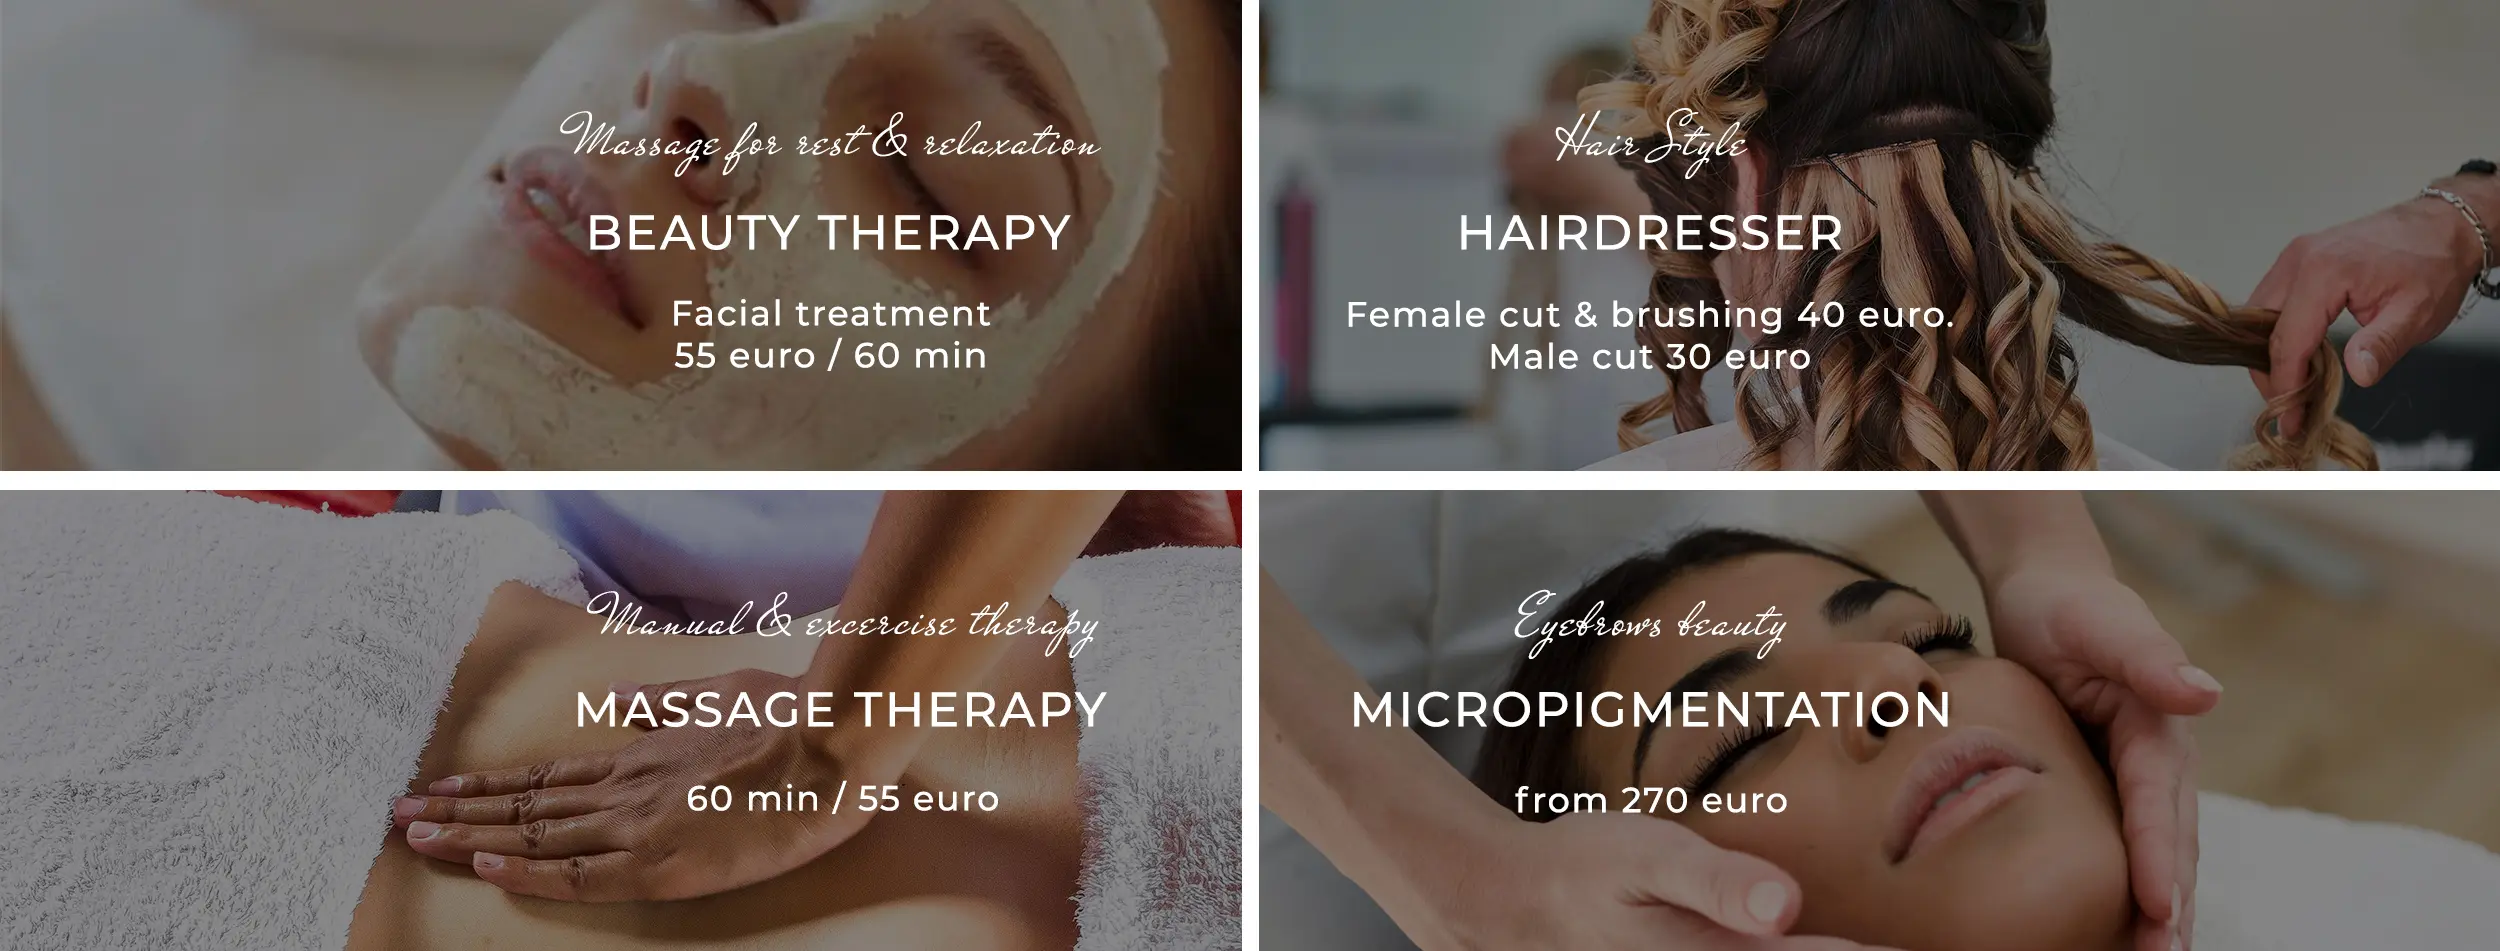 Massage for rest & relaxation
BEAUTY THERAPY
Facial treatment
55 euro / 60 min
Hair Style
HAIRDRESSER
Female cut & brushing 40 euro.
Male cut 30 euro
Manual & excercise therapy
MASSAGE THERAPY
60 min / 55 euro
Eyebrows beauty
MICROPIGMENTATION
from 270 euro